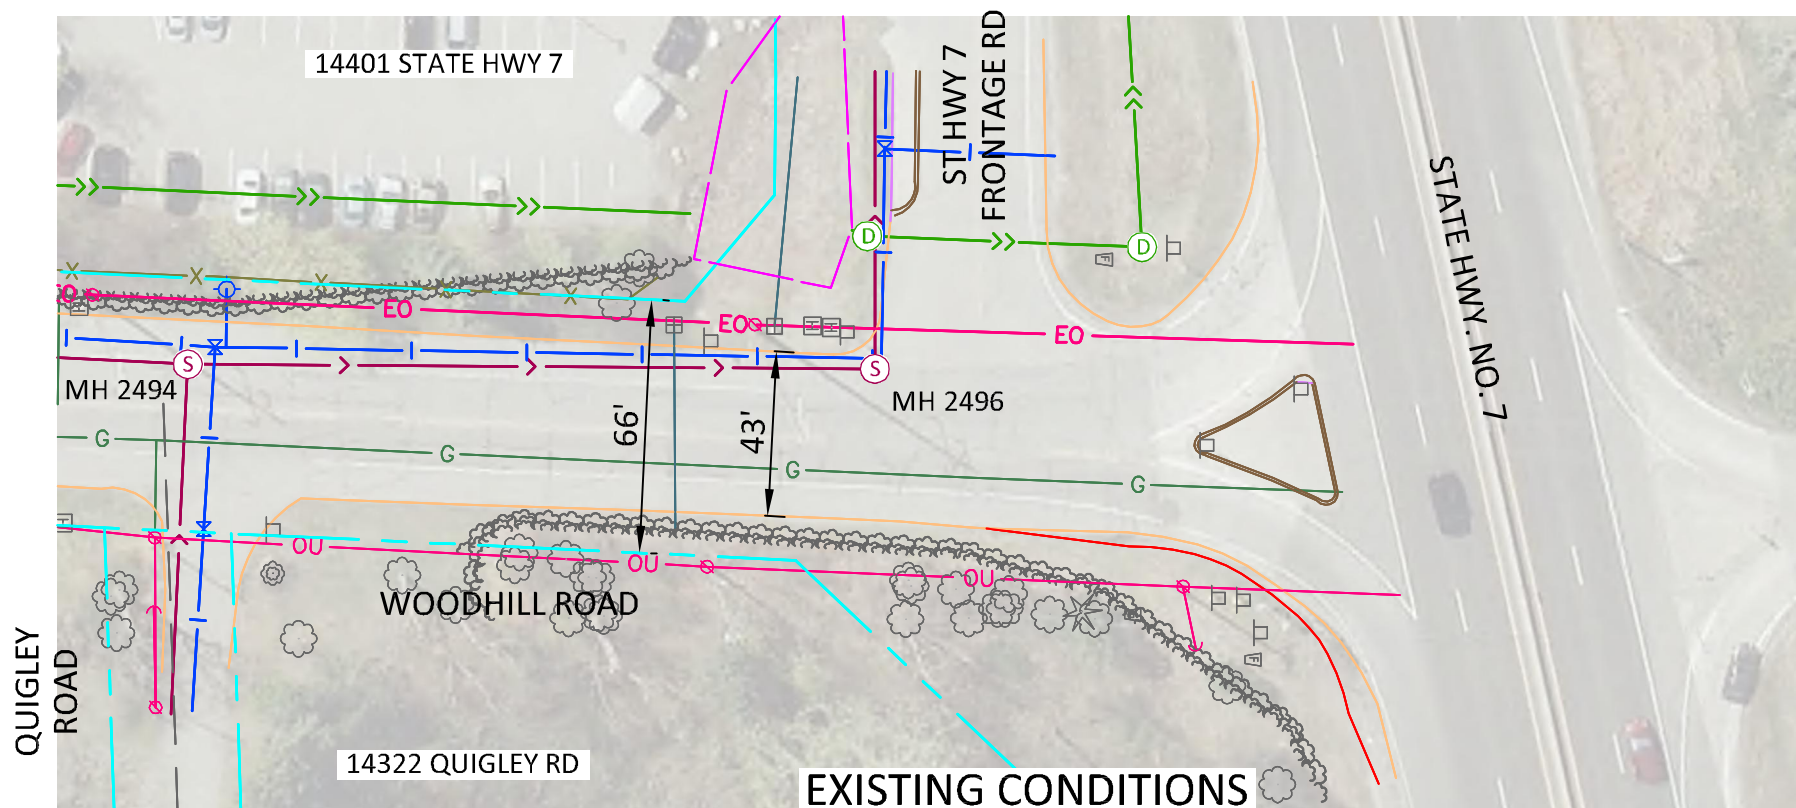 14401 STATE HWY 7
ST HWY 7
FRONTAGE RD
STATE HWY. NO. 7
D
D
X
X
X
X
EO
EO
EO
EO
S
MH 2494
S
MH 2496
66'
43'
G
G
G
G
OU
OU
OU
WOODHILL ROAD
QUIGLEY
ROAD
14322 QUIGLEY RD
EXISTING CONDITIONS